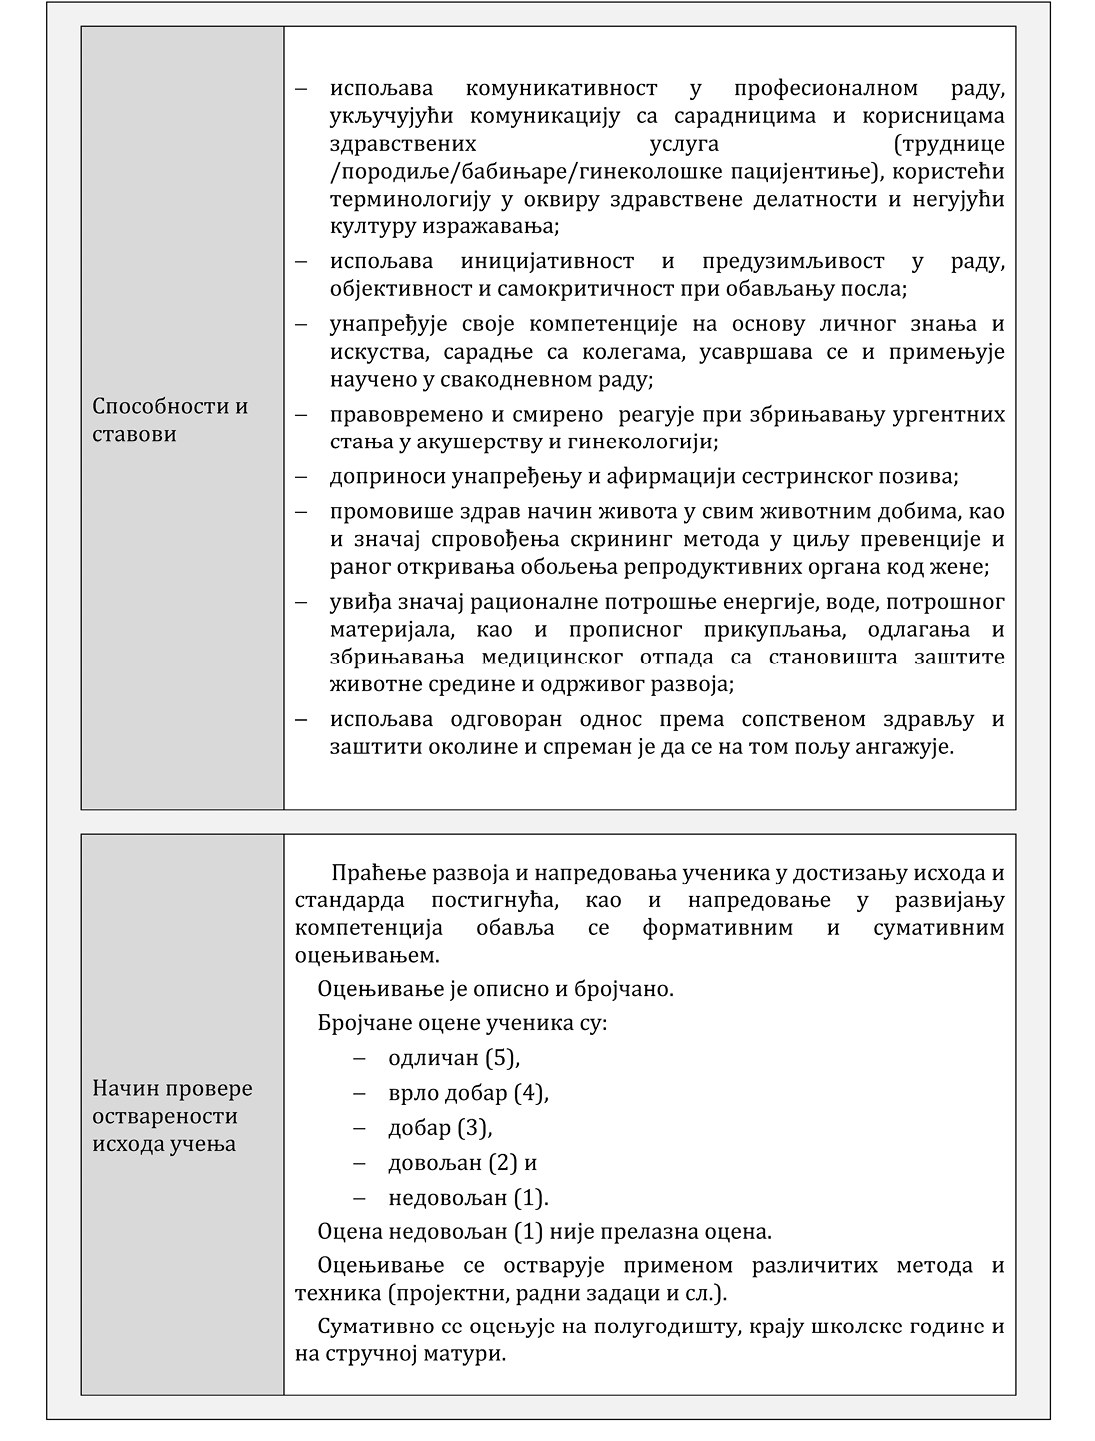 Способности и
ставови
– испољава комуникативност у професионалном раду,
укључујући комуникацију са сарадницима и корисницама
здравствених услуга (труднице
/породиље/бабињаре/гинеколошке пацијентиње), користећи
терминологију у оквиру здравствене делатности и негујући
културу изражавања;
– испољава иницијативност и предузимљивост у раду,
објективност и самокритичност при обављању посла;
– унапређује своје компетенције на основу личног знања и
искуства, сарадње са колегама, усавршава се и примењује
научено у свакодневном раду;
– правовремено и смирено реагује при збрињавању ургентних
стања у акушерству и гинекологији;
– доприноси унапређењу и афирмацији сестринског позива;
– промовише здрав начин живота у свим животним добима, као
и значај спровођења скрининг метода у циљу превенције и
раног откривања обољења репродуктивних органа код жене;
– увиђа значај рационалне потрошње енергије, воде, потрошног
материјала, као и прописног прикупљања, одлагања и
збрињавања медицинског отпада са становишта заштите
животне средине и одрживог развоја;
– испољава одговоран однос према сопственом здрављу и
заштити околине и спреман је да се на том пољу ангажује.
Начин провере
остварености
исхода учења
Праћење развоја и напредовања ученика у достизању исхода и
стандарда постигнућа, као и напредовање у развијању
компетенција обавља се формативним и сумативним
оцењивањем.
Оцењивање је описно и бројчано.
Бројчане оцене ученика су:
– одличан (5),
– врло добар (4),
– добар (3),
– довољан (2) и
– недовољан (1).
Оцена недовољан (1) није прелазна оцена.
Оцењивање се остварује применом различитих метода и
техника (пројектни, радни задаци и сл.).
Сумативно се оцењује на полугодишту, крају школске године и
на стручној матури.